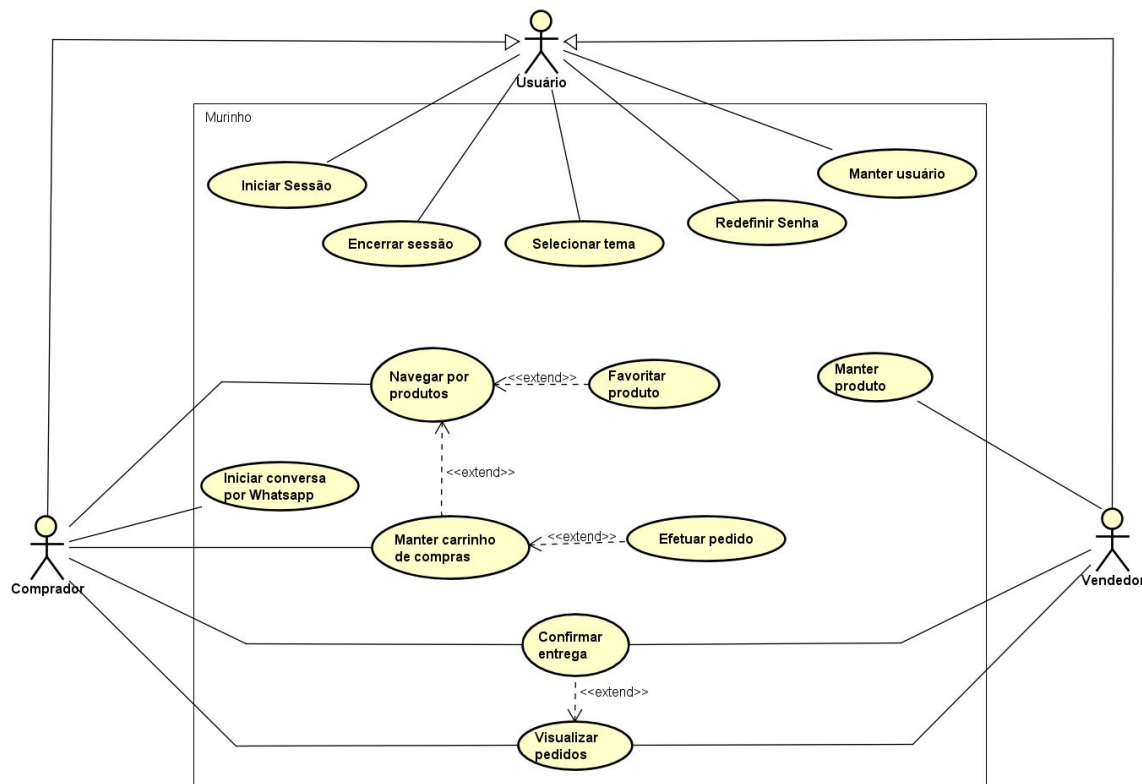 Usuário
Murinho
Iniciar Sessão
Manter usuário
Encerrar sessão
Selecionar tema
Redefinir Senha
Navegar por
produtos
<<extend>>
Favoritar
produto
Manter
produto
<<extend>>
Iniciar conversa
por Whatsapp
Manter carrinho
de compras
<<extend>>
Efetuar pedido
Comprador
Vendedor
Confirmar
entrega
<<extend>>
Visualizar
pedidos